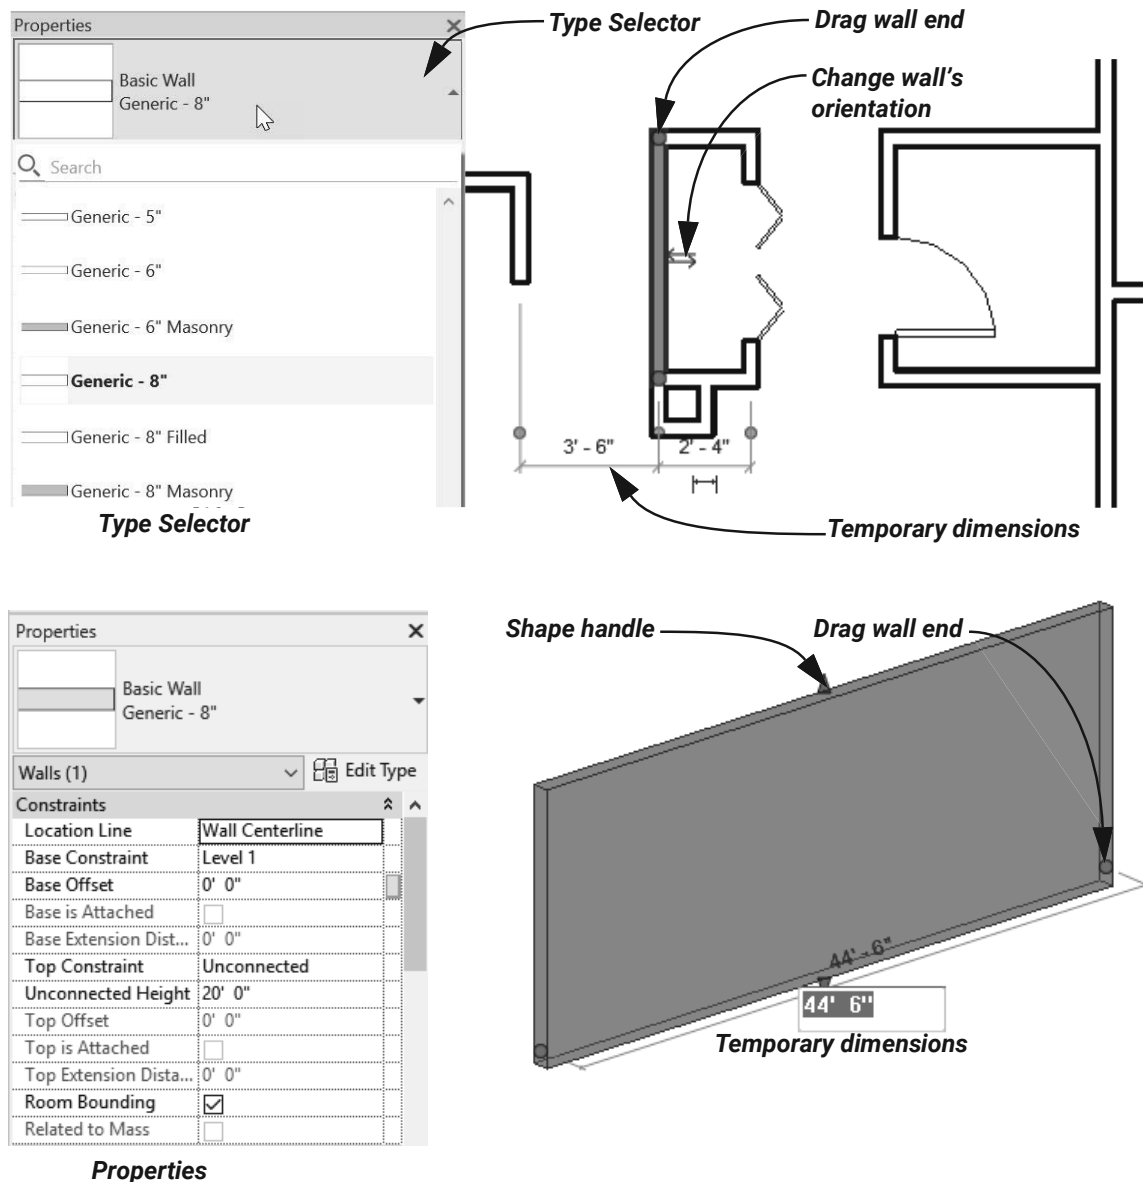 Properties
Type Selector
Drag wall end
Basic Wall
Generic - 8"
Change wall's
orientation
Search
Generic - 5"
Generic - 6"
Generic - 6" Masonry
Generic - 8"
Generic - 8" Filled
Generic - 8" Masonry
3' - 6"
2' - 4"
Type Selector
Temporary dimensions
Properties
Basic Wall
Generic - 8"
Walls (1)
Edit Type
Constraints
Location Line Wall Centerline
Base Constraint Level 1
Base Offset 0' 0"
Base is Attached
Base Extension Dist... 0' 0"
Top Constraint Unconnected
Unconnected Height 20' 0"
Top Offset 0' 0"
Top is Attached
Top Extension Dista... 0' 0"
Room Bounding
Related to Mass
Properties
Shape handle
Drag wall end
44' - 6"
44' 6"
Temporary dimensions